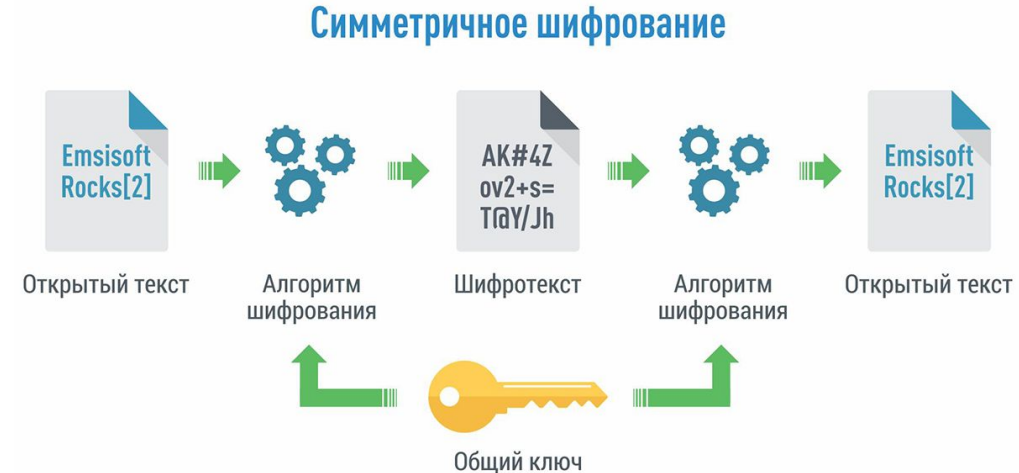 Симметричное шифрование
Emsisoft
Rocks[2]
AK#4Z
ov2+s=
T@Y/Jh
Emsisoft
Rocks[2]
Открытый текст
Алгоритм
шифрования
Шифротекст
Алгоритм
шифрования
Открытый текст
Общий ключ